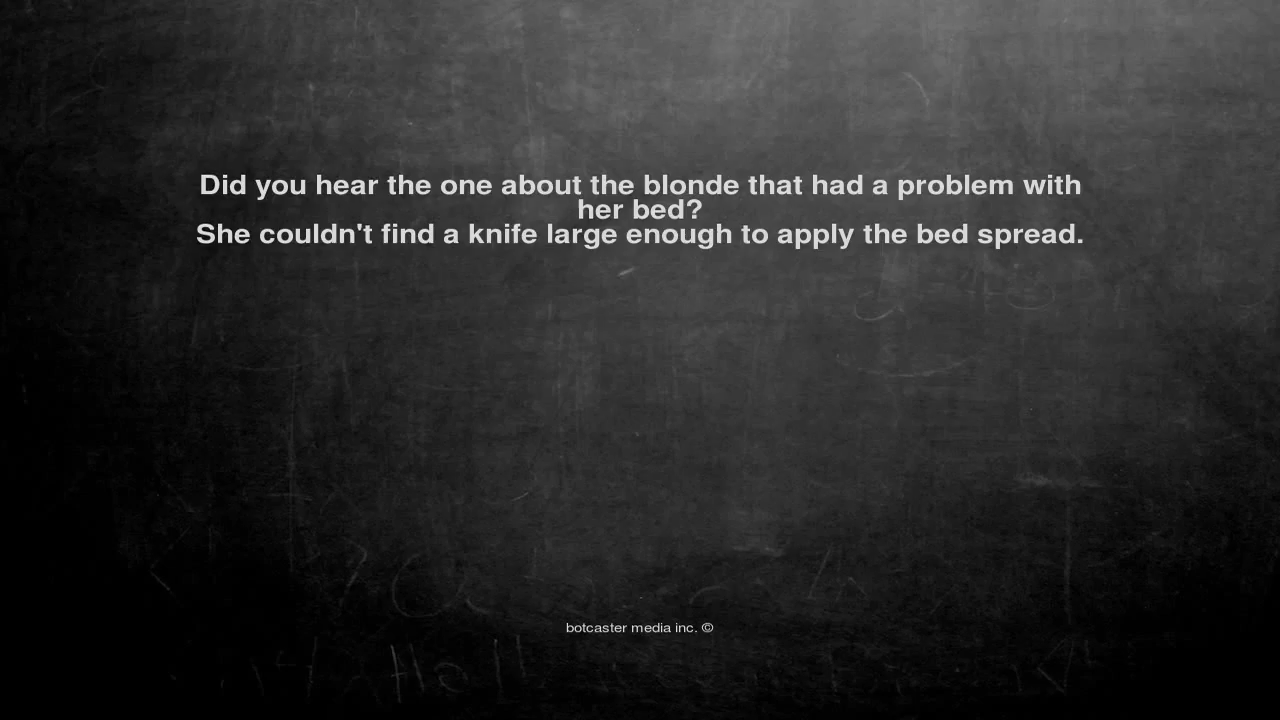 Did you hear the one about the blonde that had a problem with
her bed?
She couldn't find a knife large enough to apply the bed spread.
botcaster media inc. ©